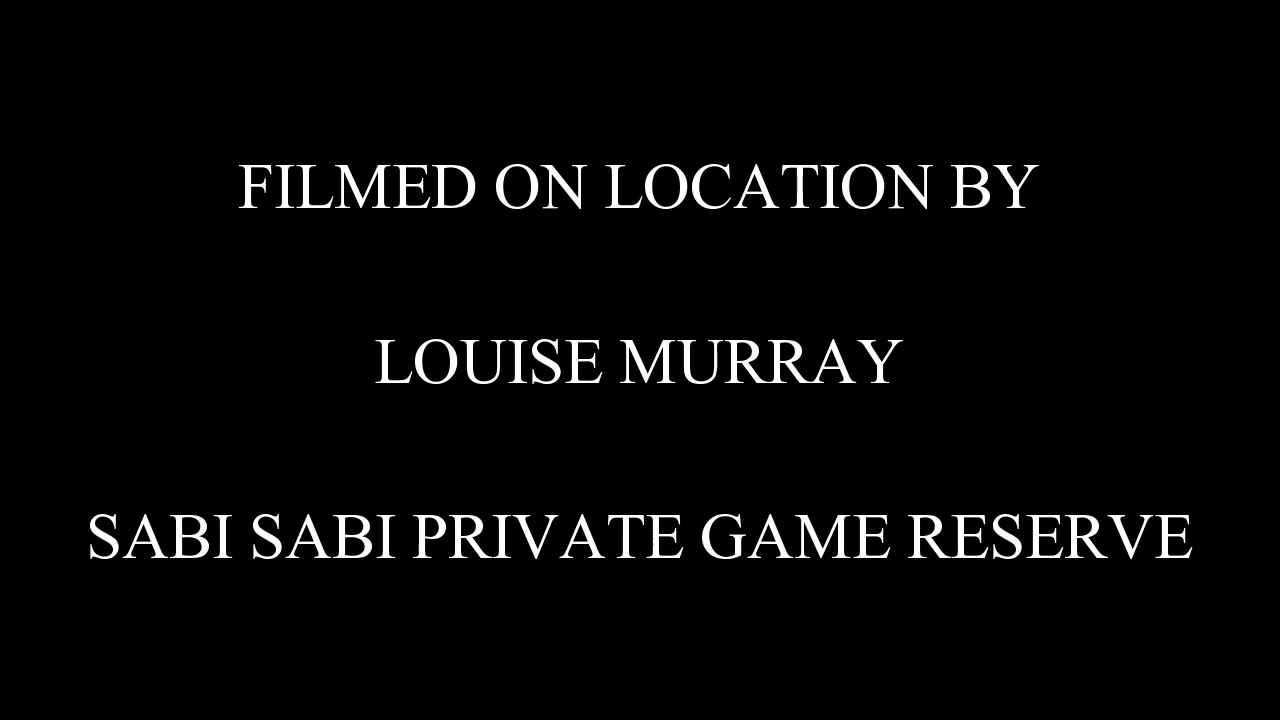 FILMED ON LOCATION BY
LOUISE MURRAY
SABI SABI PRIVATE GAME RESERVE